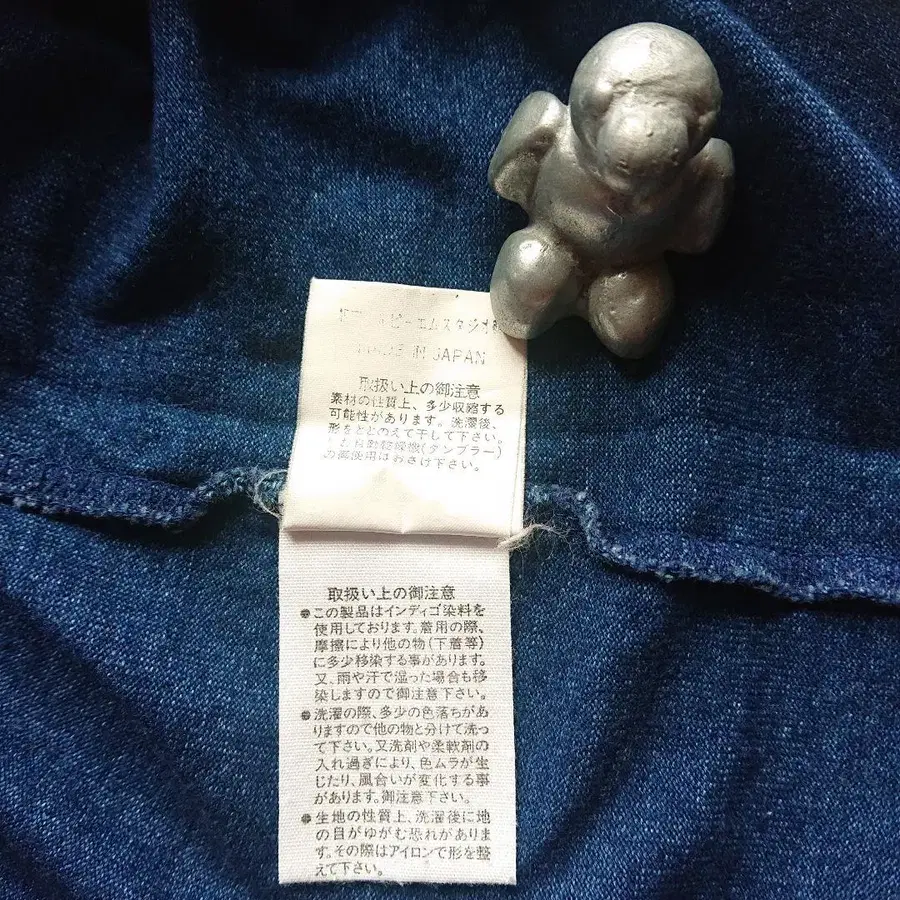 ピーエムスタジオ
JAPAN
取扱い上の御注意
素材の性質上、多少収縮する
可能性があります。洗濯後、
形をととのえて干して下さい。
(タンブラー)
の御使用はおさけ下さい。
取扱い上の御注意
●この製品はインディゴ染料を
使用しております。着用の際、
摩擦により他の物(下着等)
に多少移染する事があります。
又、雨や汗で湿った場合も移
染しますので御注意下さい。
●洗濯の際、多少の色落ちがあ
りますので他の物と分けて洗っ
て下さい。又洗剤や柔軟剤の
入れ過ぎにより、色ムラが生
じたり、風合いが変化する事
があります。御注意下さい。
●生地の性質上、洗濯後に地
の目がゆがむ恐れがありま
す。その際はアイロンで形を整
えて下さい。